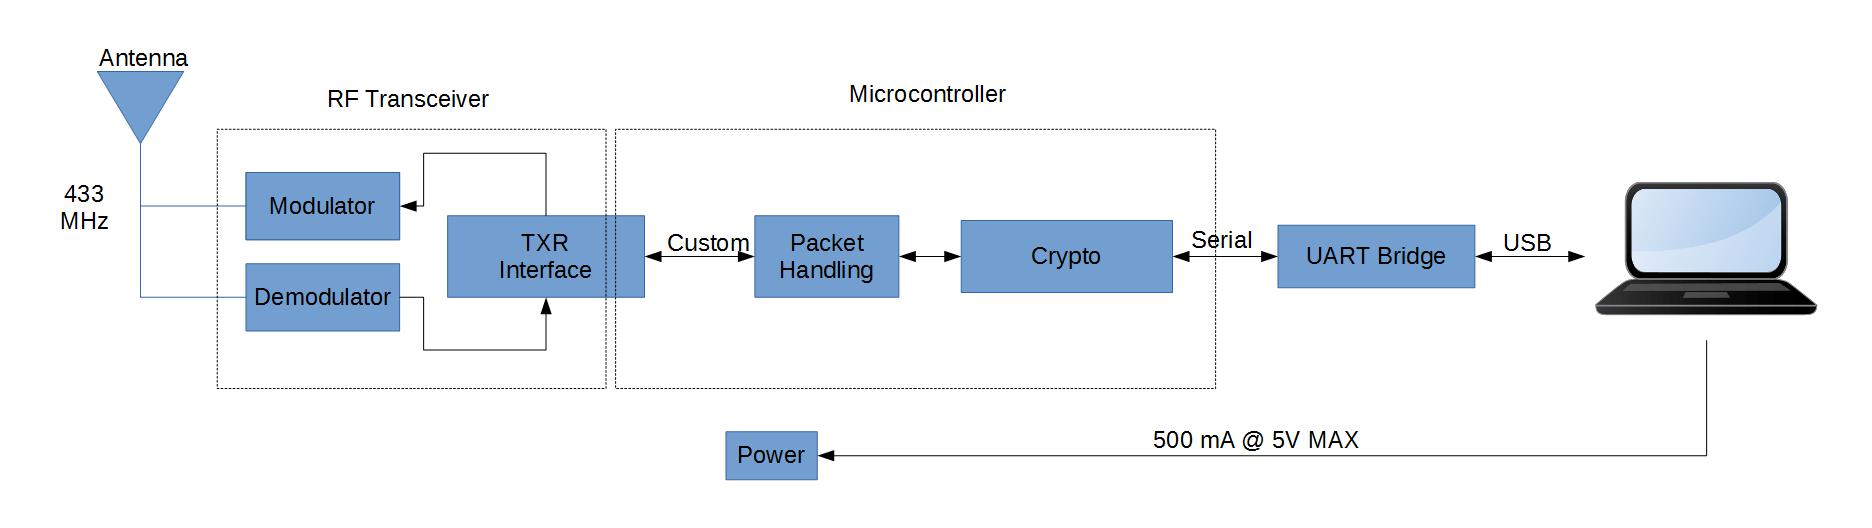 Antenna
RF Transceiver
Microcontroller
433
MHz
Modulator
Demodulator
TXR
Interface
Custom
Packet
Handling
Crypto
Serial
UART Bridge
USB
Power
500 mA @ 5V MAX